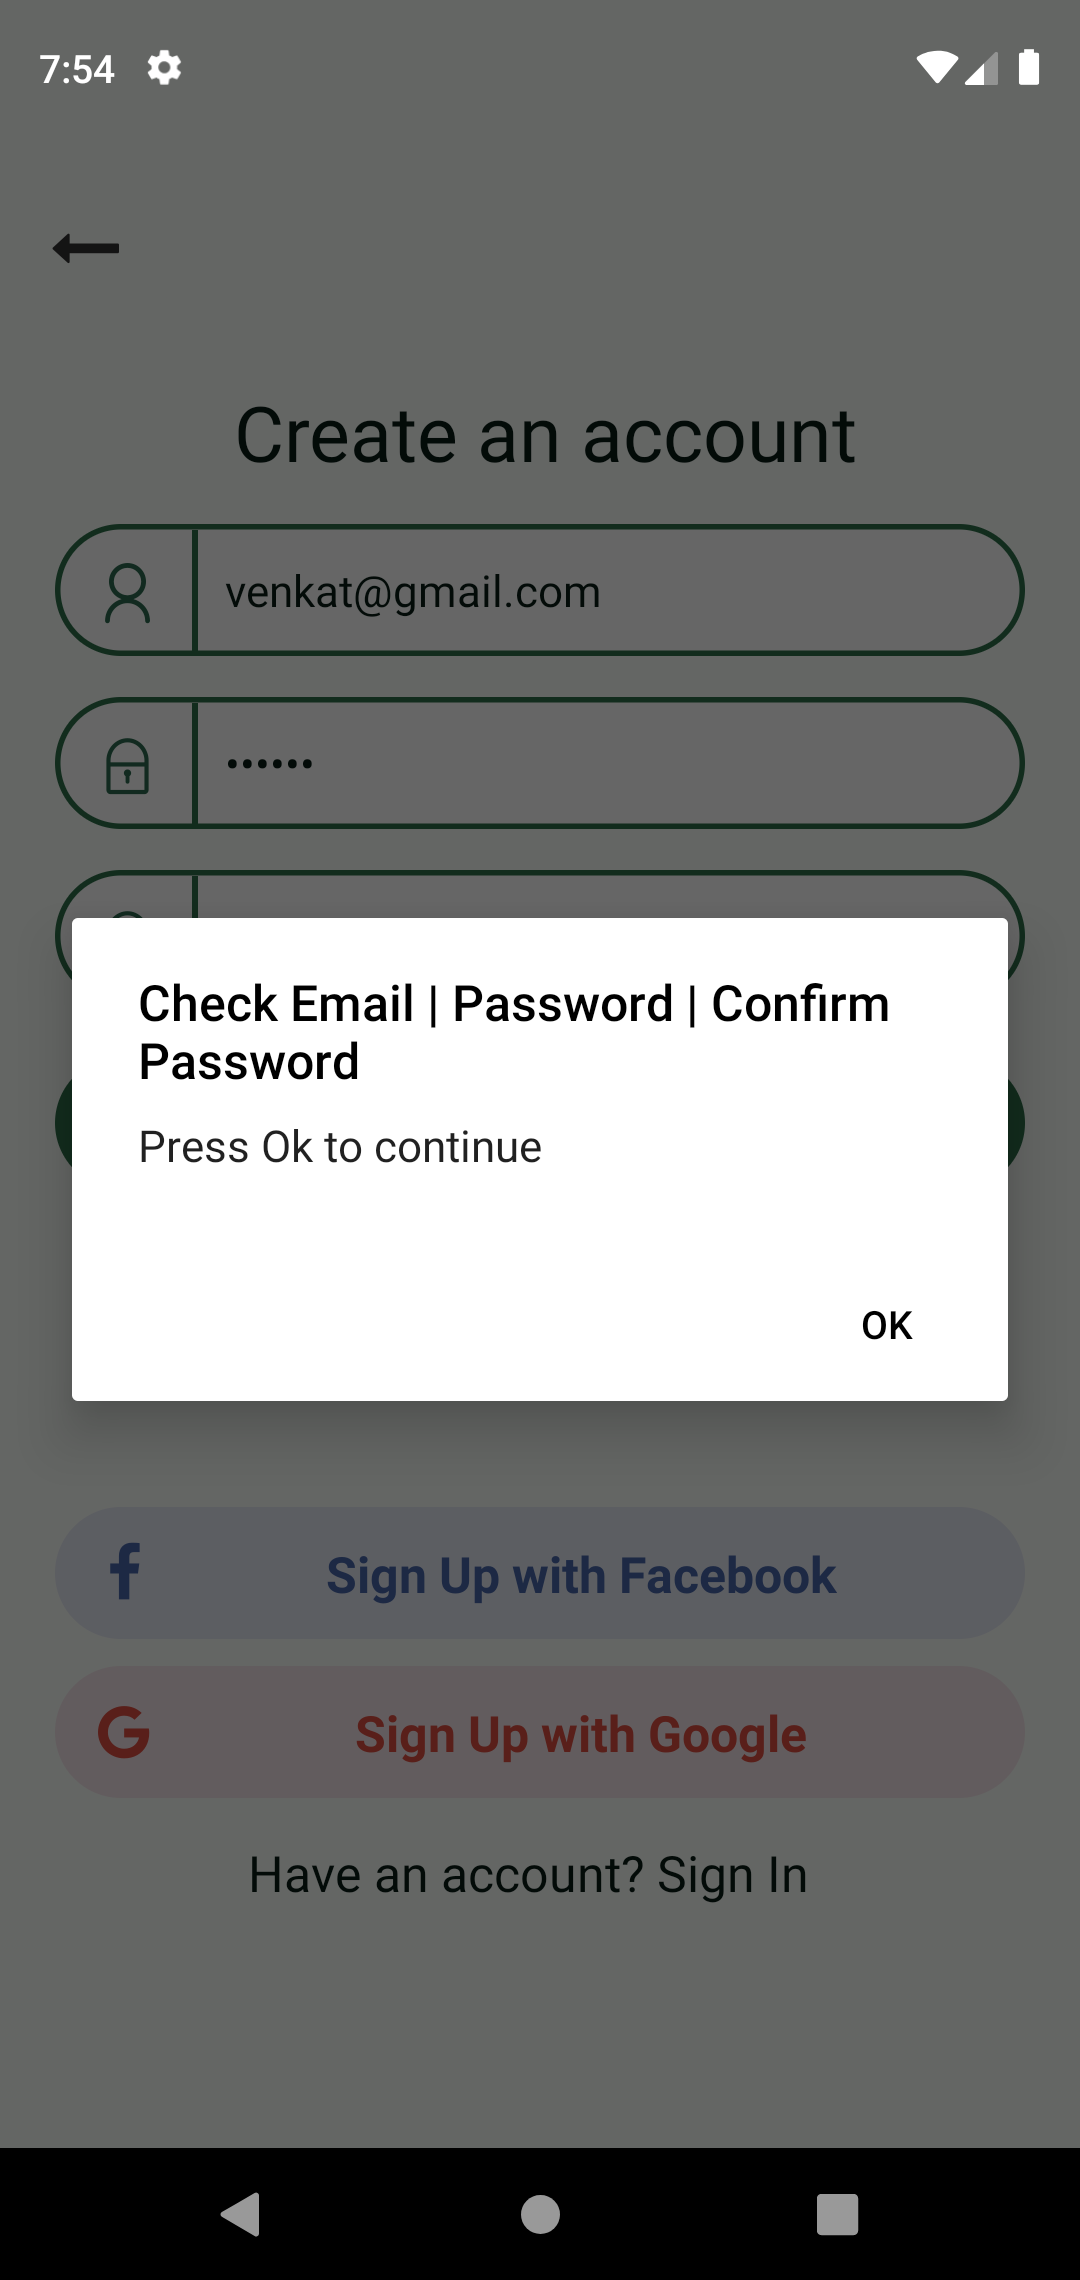 7:54
Create an account
venkat@gmail.com
••••••
Check Email | Password | Confirm
Password
Press Ok to continue
OK
Sign Up with Facebook
Sign Up with Google
Have an account? Sign In